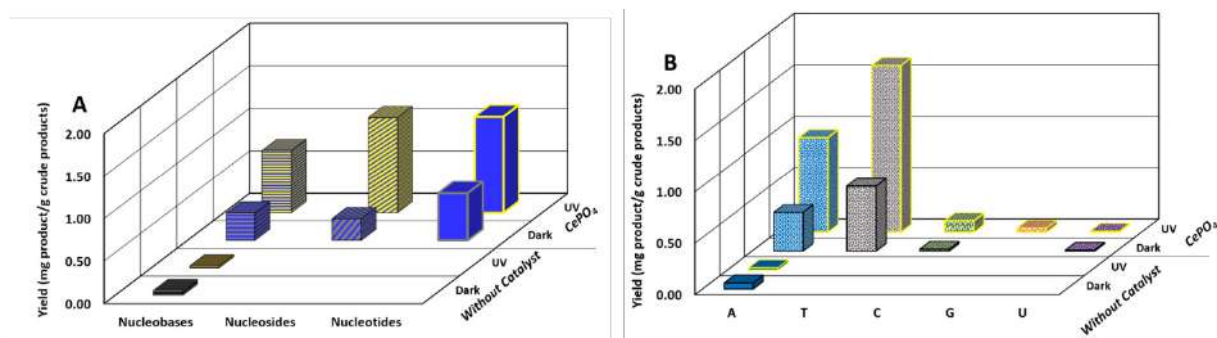 A
Yield (mg product/g crude products)
2.00
1.50
1.00
0.50
0.00
Nucleobases
Nucleosides
Nucleotides
Dark
UV
Dark
UV
Without Catalyst
CePO₄
B
Yield (mg product/g crude products)
2.00
1.50
1.00
0.50
0.00
A
T
C
G
U
Dark
UV
Dark
UV
Without Catalyst
CePO₄